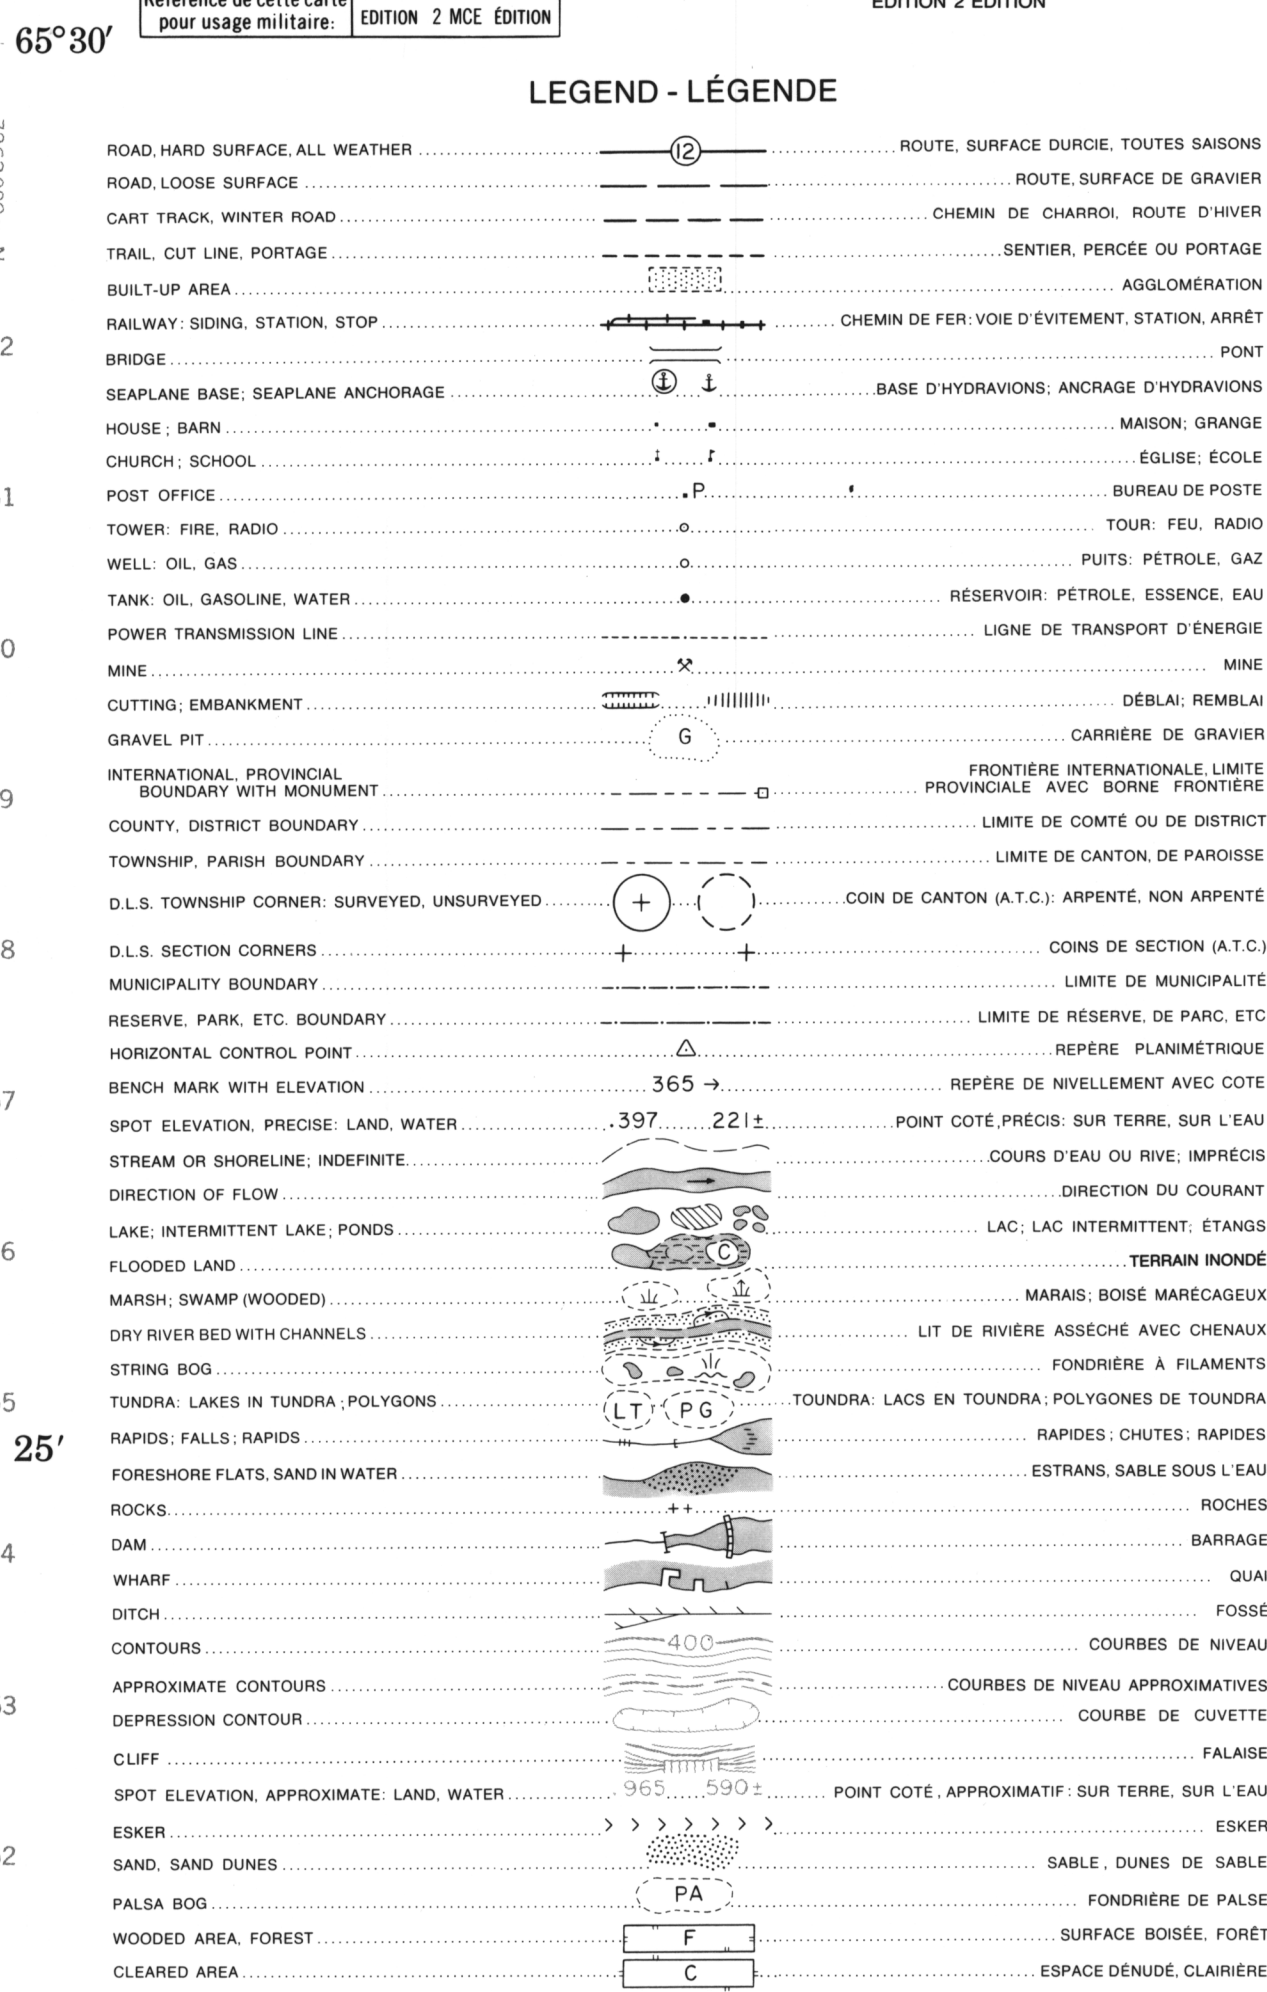 pour usage militaire:
EDITION 2 MCE ÉDITION
65°30′
LEGEND - LÉGENDE
ROAD, HARD SURFACE, ALL WEATHER 12 ROUTE, SURFACE DURCIE, TOUTES SAISONS
ROAD, LOOSE SURFACE ROUTE, SURFACE DE GRAVIER
CART TRACK, WINTER ROAD CHEMIN DE CHARROI, ROUTE D'HIVER
TRAIL, CUT LINE, PORTAGE SENTIER, PERCÉE OU PORTAGE
BUILT-UP AREA AGGLOMÉRATION
RAILWAY: SIDING, STATION, STOP CHEMIN DE FER: VOIE D'ÉVITEMENT, STATION, ARRÊT
2
BRIDGE PONT
SEAPLANE BASE; SEAPLANE ANCHORAGE BASE D'HYDRAVIONS; ANCRAGE D'HYDRAVIONS
HOUSE; BARN MAISON; GRANGE
CHURCH; SCHOOL ÉGLISE; ÉCOLE
1
POST OFFICE P BUREAU DE POSTE
TOWER: FIRE, RADIO TOUR: FEU, RADIO
WELL: OIL, GAS PUITS: PÉTROLE, GAZ
TANK: OIL, GASOLINE, WATER RÉSERVOIR: PÉTROLE, ESSENCE, EAU
POWER TRANSMISSION LINE LIGNE DE TRANSPORT D'ÉNERGIE
0
MINE MINE
CUTTING; EMBANKMENT DÉBLAI; REMBLAI
GRAVEL PIT G CARRIÈRE DE GRAVIER
INTERNATIONAL, PROVINCIAL FRONTIÈRE INTERNATIONALE, LIMITE
BOUNDARY WITH MONUMENT PROVINCIALE AVEC BORNE FRONTIÈRE
9
COUNTY, DISTRICT BOUNDARY LIMITE DE COMTÉ OU DE DISTRICT
TOWNSHIP, PARISH BOUNDARY LIMITE DE CANTON, DE PAROISSE
D.L.S. TOWNSHIP CORNER: SURVEYED, UNSURVEYED COIN DE CANTON (A.T.C.): ARPENTÉ, NON ARPENTÉ
8
D.L.S. SECTION CORNERS COINS DE SECTION (A.T.C.)
MUNICIPALITY BOUNDARY LIMITE DE MUNICIPALITÉ
RESERVE, PARK, ETC. BOUNDARY LIMITE DE RÉSERVE, DE PARC, ETC
HORIZONTAL CONTROL POINT REPÈRE PLANIMÉTRIQUE
BENCH MARK WITH ELEVATION 365 → REPÈRE DE NIVELLEMENT AVEC COTE
7
SPOT ELEVATION, PRECISE: LAND, WATER .397 221± POINT COTÉ, PRÉCIS: SUR TERRE, SUR L'EAU
STREAM OR SHORELINE; INDEFINITE COURS D'EAU OU RIVE; IMPRÉCIS
DIRECTION OF FLOW DIRECTION DU COURANT
LAKE; INTERMITTENT LAKE; PONDS LAC; LAC INTERMITTENT; ÉTANGS
6
FLOODED LAND C TERRAIN INONDÉ
MARSH; SWAMP (WOODED) MARAIS; BOISÉ MARÉCAGEUX
DRY RIVER BED WITH CHANNELS LIT DE RIVIÈRE ASSÉCHÉ AVEC CHENAUX
STRING BOG FONDRIÈRE À FILAMENTS
5
TUNDRA: LAKES IN TUNDRA; POLYGONS LT PG TOUNDRA: LACS EN TOUNDRA; POLYGONES DE TOUNDRA
25′
RAPIDS; FALLS; RAPIDS RAPIDES; CHUTES; RAPIDES
FORESHORE FLATS, SAND IN WATER ESTRANS, SABLE SOUS L'EAU
ROCKS ++ ROCHES
DAM BARRAGE
4
WHARF QUAI
DITCH FOSSÉ
CONTOURS 400 COURBES DE NIVEAU
APPROXIMATE CONTOURS COURBES DE NIVEAU APPROXIMATIVES
3
DEPRESSION CONTOUR COURBE DE CUVETTE
CLIFF FALAISE
SPOT ELEVATION, APPROXIMATE: LAND, WATER . 965 590± POINT COTÉ, APPROXIMATIF: SUR TERRE, SUR L'EAU
ESKER ESKER
2
SAND, SAND DUNES SABLE, DUNES DE SABLE
PALSA BOG PA FONDRIÈRE DE PALSE
WOODED AREA, FOREST F SURFACE BOISÉE, FORÊT
CLEARED AREA C ESPACE DÉNUDÉ, CLAIRIÈRE